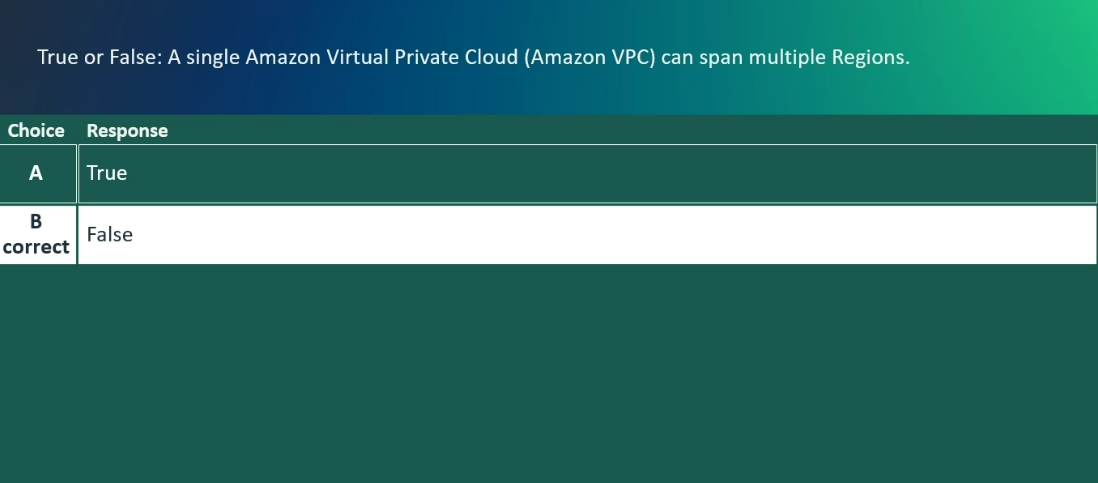 True or False: A single Amazon Virtual Private Cloud (Amazon VPC) can span multiple Regions.
Choice Response
A True
B
correct False